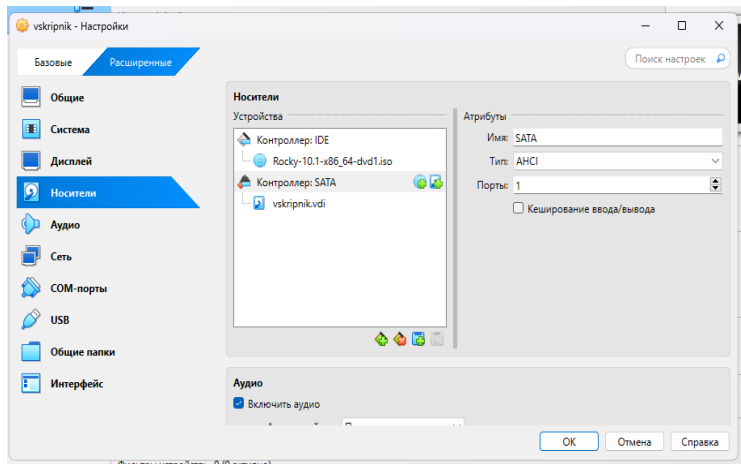 vskripnik - Настройки
Базовые
Расширенные
Поиск настроек
Общие
Система
Дисплей
Носители
Аудио
Сеть
COM-порты
USB
Общие папки
Интерфейс
Носители
Устройства
Контроллер: IDE
Rocky-10.1-x86_64-dvd1.iso
Контроллер: SATA
vskripnik.vdi
Атрибуты
Имя: SATA
Тип: AHCI
Порты: 1
Кеширование ввода/вывода
Аудио
Включить аудио
OK
Отмена
Справка